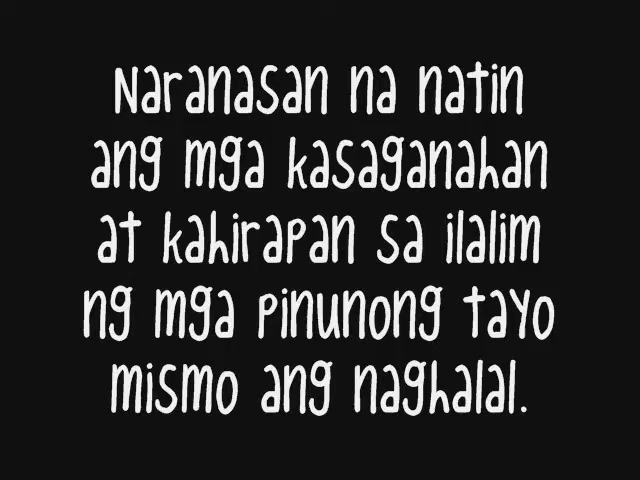 Naranasan na natin
ang mga kasaganahan
at kahirapan sa ilalim
ng mga pinunong tayo
mismo ang naghalal.